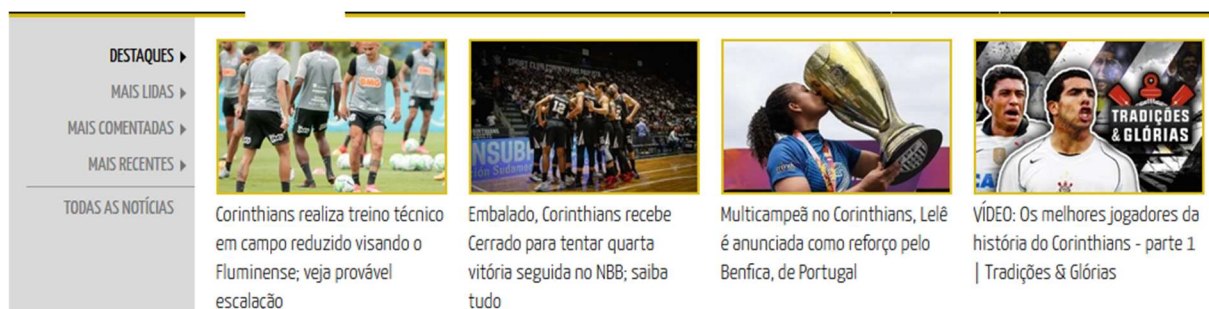 DESTAQUES
MAIS LIDAS
MAIS COMENTADAS
MAIS RECENTES
TODAS AS NOTÍCIAS
Corinthians realiza treino técnico
em campo reduzido visando o
Fluminense; veja provável
escalação
Embalado, Corinthians recebe
Cerrado para tentar quarta
vitória seguida no NBB; saiba
tudo
Multicampeã no Corinthians, Lelê
é anunciada como reforço pelo
Benfica, de Portugal
TRADIÇÕES
& GLÓRIAS
VÍDEO: Os melhores jogadores da
história do Corinthians - parte 1
| Tradições & Glórias